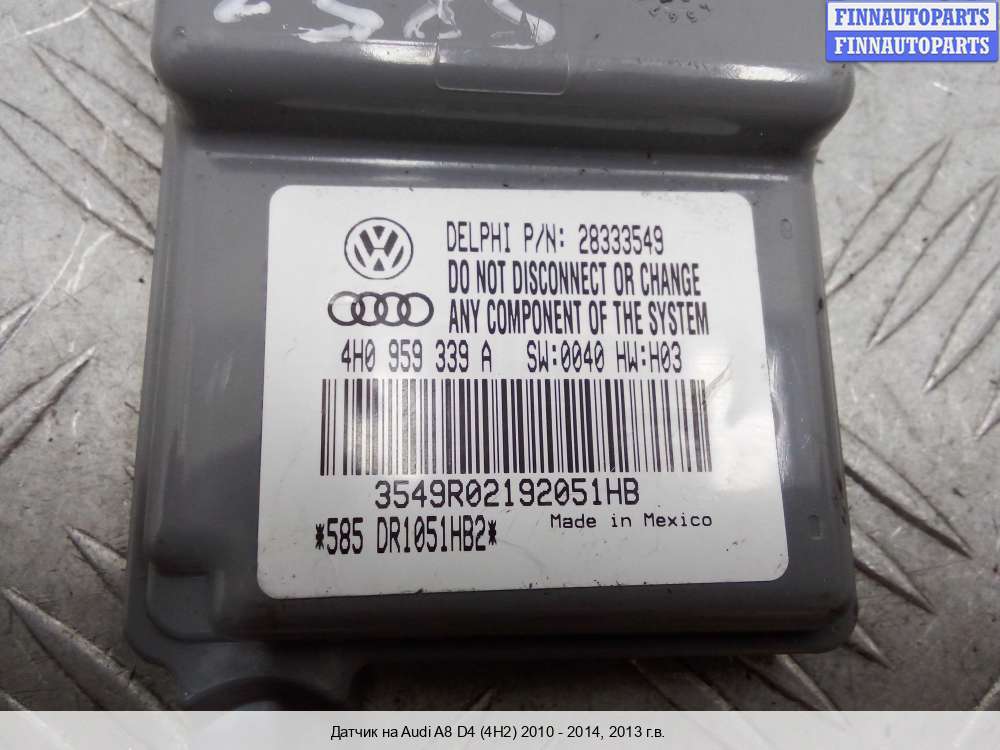 FINNAUTOPARTS
FINNAUTOPARTS
DELPHI P/N: 28333549
DO NOT DISCONNECT OR CHANGE
ANY COMPONENT OF THE SYSTEM
4H0 959 339 A SW:0040 HW:H03
3549R02192051HB
Made in Mexico
*585 DR1051HB2*
Датчик на Audi A8 D4 (4H2) 2010 - 2014, 2013 г.в.